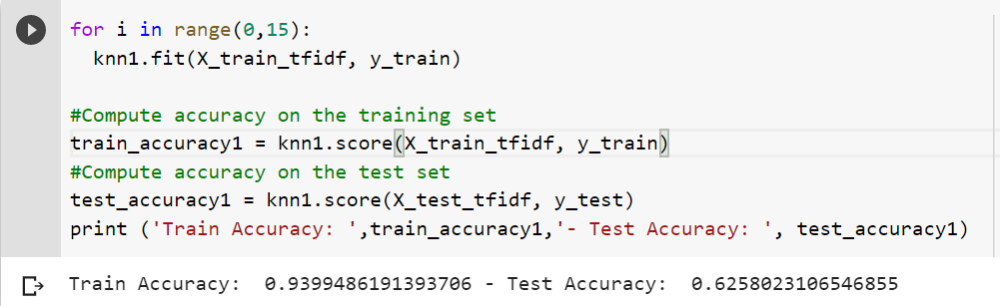 for i in range(0,15):
  knn1.fit(X_train_tfidf, y_train)
#Compute accuracy on the training set
train_accuracy1 = knn1.score(X_train_tfidf, y_train)
#Compute accuracy on the test set
test_accuracy1 = knn1.score(X_test_tfidf, y_test)
print ('Train Accuracy: ',train_accuracy1,'- Test Accuracy: ', test_accuracy1)
Train Accuracy:  0.9399486191393706 - Test Accuracy:  0.6258023106546855